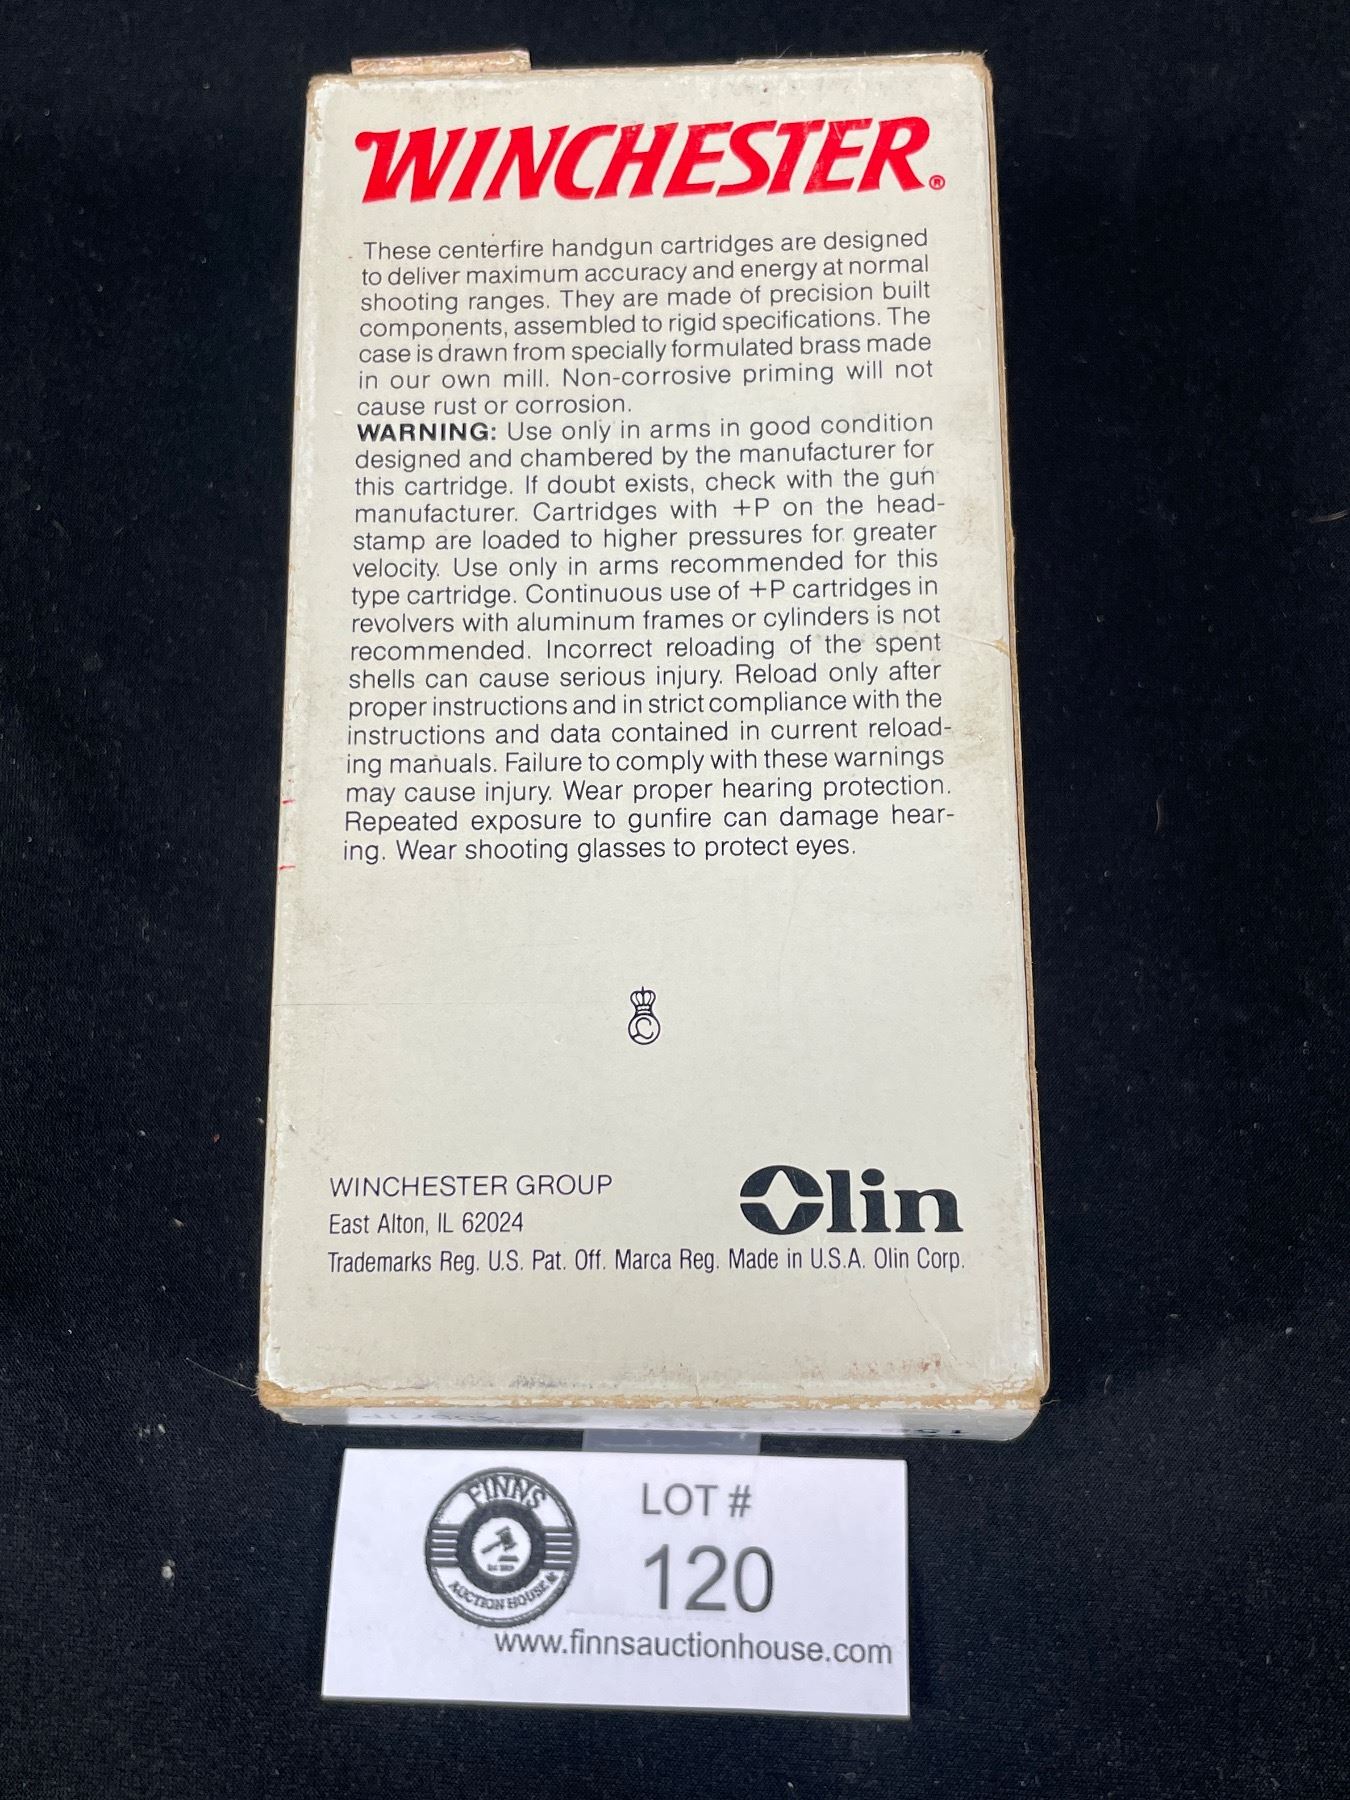 WINCHESTER®
These centerfire handgun cartridges are designed
to deliver maximum accuracy and energy at normal
shooting ranges. They are made of precision built
components, assembled to rigid specifications. The
case is drawn from specially formulated brass made
in our own mill. Non-corrosive priming will not
cause rust or corrosion.
WARNING: Use only in arms in good condition
designed and chambered by the manufacturer for
this cartridge. If doubt exists, check with the gun
manufacturer. Cartridges with +P on the head-
stamp are loaded to higher pressures for greater
velocity. Use only in arms recommended for this
type cartridge. Continuous use of +P cartridges in
revolvers with aluminum frames or cylinders is not
recommended. Incorrect reloading of the spent
shells can cause serious injury. Reload only after
proper instructions and in strict compliance with the
instructions and data contained in current reload-
ing manuals. Failure to comply with these warnings
may cause injury. Wear proper hearing protection.
Repeated exposure to gunfire can damage hear-
ing. Wear shooting glasses to protect eyes.
WINCHESTER GROUP
East Alton, IL 62024
Olin
Trademarks Reg. U.S. Pat. Off. Marca Reg. Made in U.S.A. Olin Corp.
FINNS
AUCTION HOUSE
LOT #
120
www.finnsauctionhouse.com